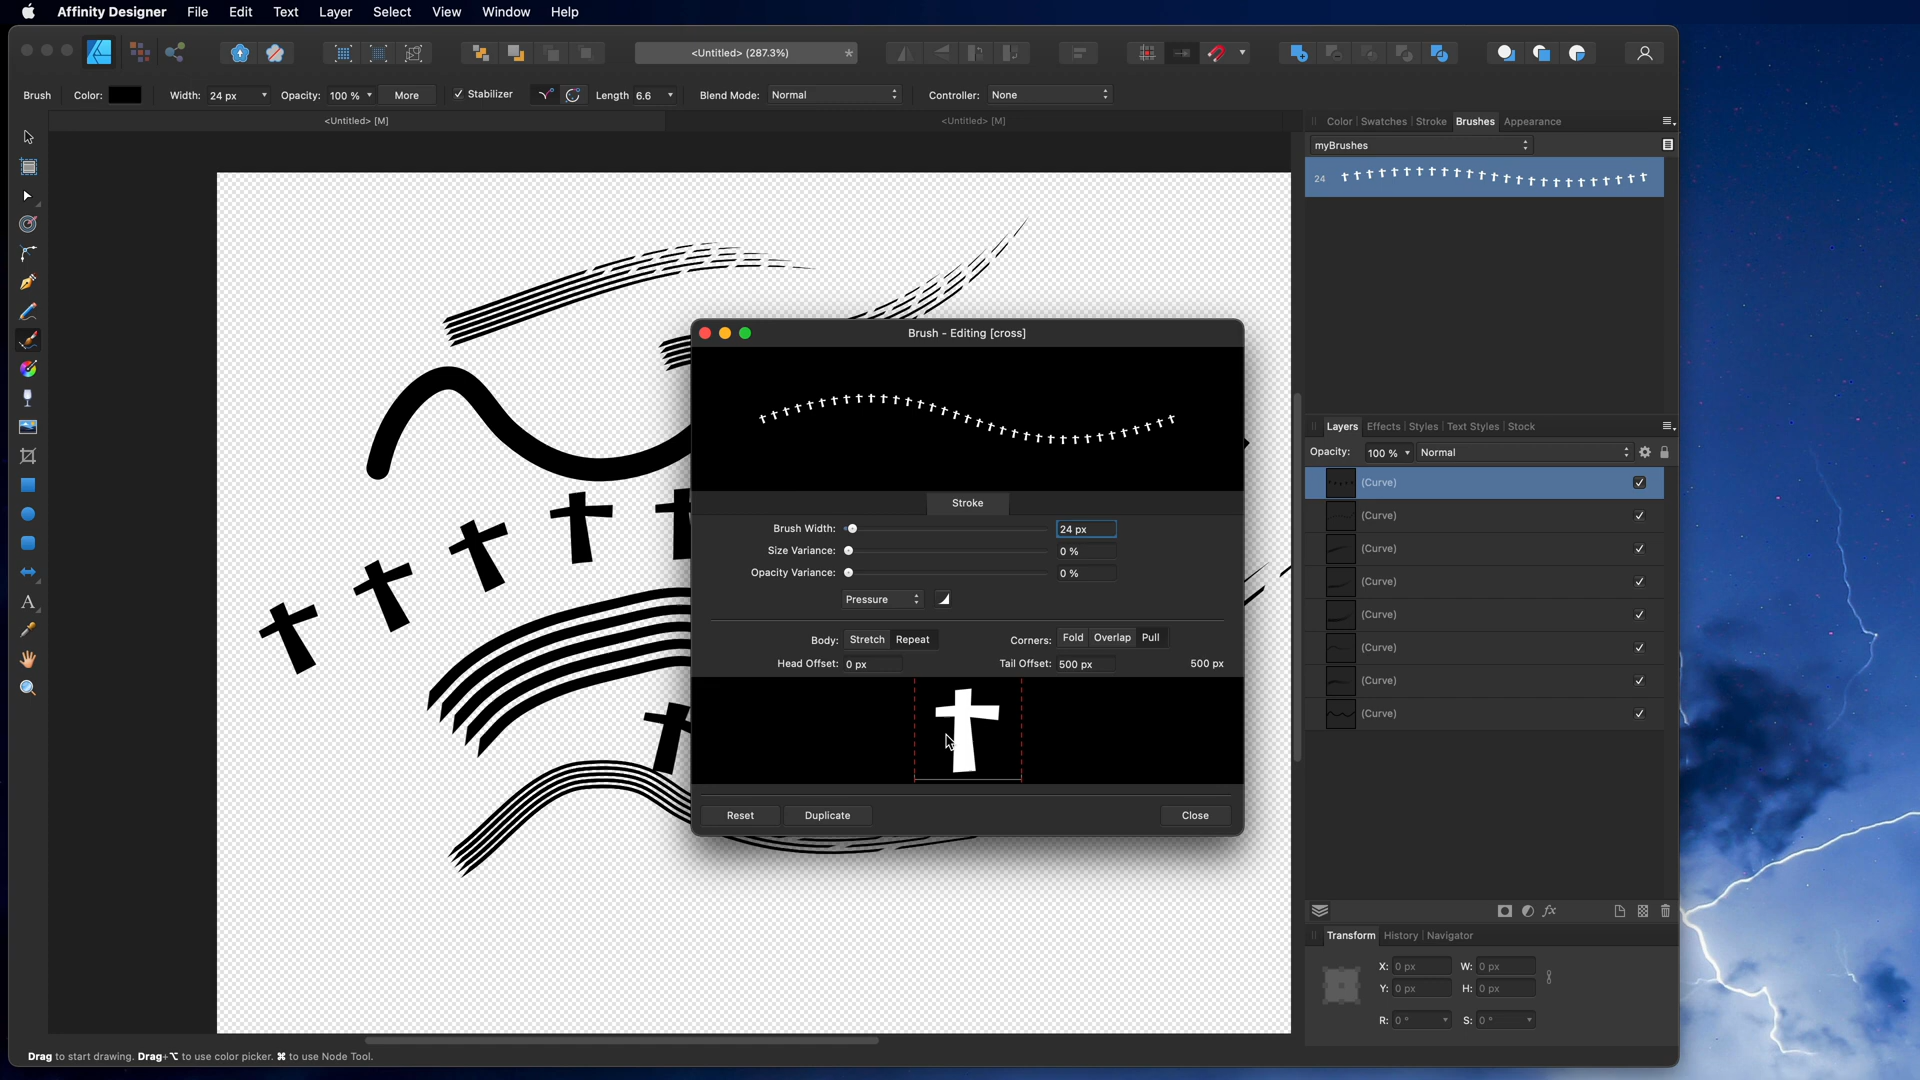 Affinity Designer File Edit Text Layer Select View Window Help
<Untitled> (287.3%) *
Brush Color: Width: 24 px Opacity: 100 % More Stabilizer Length 6.6 Blend Mode: Normal Controller: None
<Untitled> [M] <Untitled> [M]
Color Swatches Stroke Brushes Appearance
myBrushes
24
Brush - Editing [cross]
Stroke
Brush Width: 24 px
Size Variance: 0 %
Opacity Variance: 0 %
Pressure
Body: Stretch Repeat Corners: Fold Overlap Pull
Head Offset: 0 px Tail Offset: 500 px 500 px
Reset Duplicate Close
Layers Effects Styles Text Styles Stock
Opacity: 100 % Normal
(Curve)
(Curve)
(Curve)
(Curve)
(Curve)
(Curve)
(Curve)
(Curve)
fx
Transform History Navigator
X: 0 px W: 0 px
Y: 0 px H: 0 px
R: 0 ° S: 0 °
A
Drag to start drawing. Drag+⌥ to use color picker. ⌘ to use Node Tool.